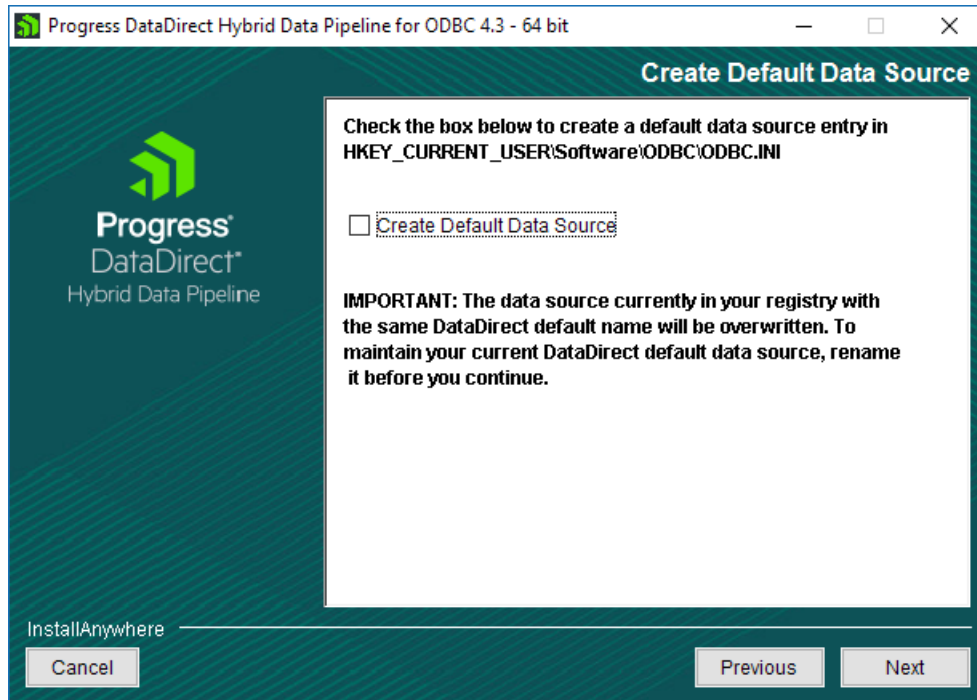 Progress DataDirect Hybrid Data Pipeline for ODBC 4.3 - 64 bit
Create Default Data Source
Progress
DataDirect
Hybrid Data Pipeline
Check the box below to create a default data source entry in
HKEY_CURRENT_USER\Software\ODBC\ODBC.INI
Create Default Data Source
IMPORTANT: The data source currently in your registry with
the same DataDirect default name will be overwritten. To
maintain your current DataDirect default data source, rename
it before you continue.
InstallAnywhere
Cancel
Previous
Next